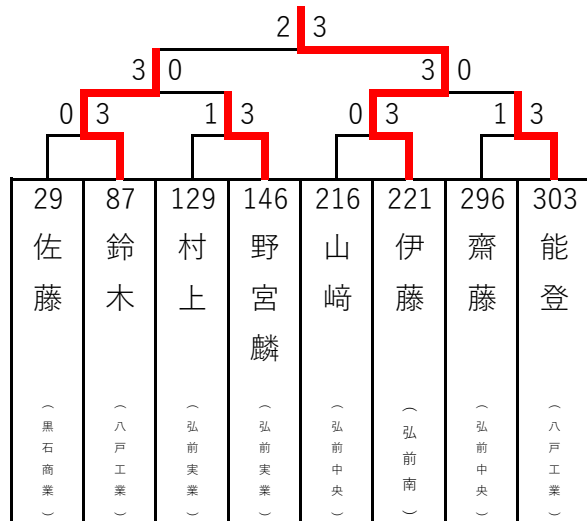 2 3
3 0 3 0
0 3 1 3 0 3 1 3
29 87 129 146 216 221 296 303
佐藤
鈴木
村上
野宮麟
山﨑
伊藤
齋藤
能登
(黒石商業)
(八戸工業)
(弘前実業)
(弘前実業)
(弘前中央)
(弘前南)
(弘前中央)
(八戸工業)